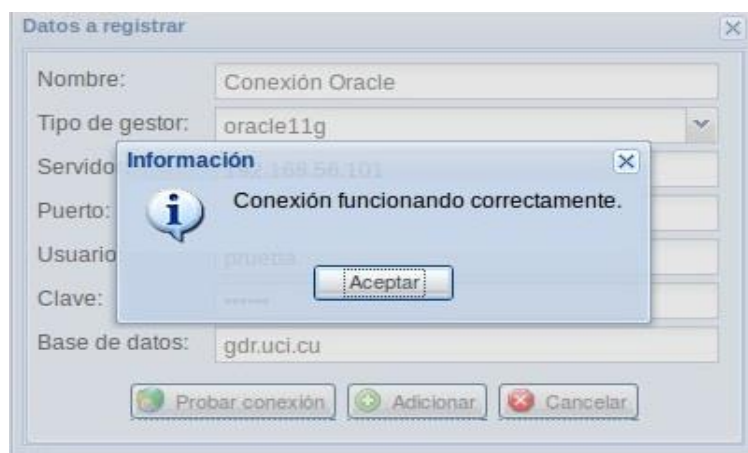 Datos a registrar
Nombre: Conexión Oracle
Tipo de gestor: oracle11g
Servido 192.168.56.101
Información
Puerto:
Conexión funcionando correctamente.
Usuario prueba
Aceptar
Clave: ••••••
Base de datos: gdr.uci.cu
Probar conexión Adicionar Cancelar